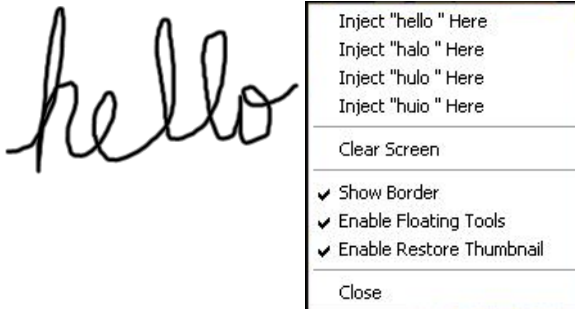 hello
Inject "hello " Here
Inject "halo " Here
Inject "hulo " Here
Inject "huio " Here
Clear Screen
Show Border
Enable Floating Tools
Enable Restore Thumbnail
Close